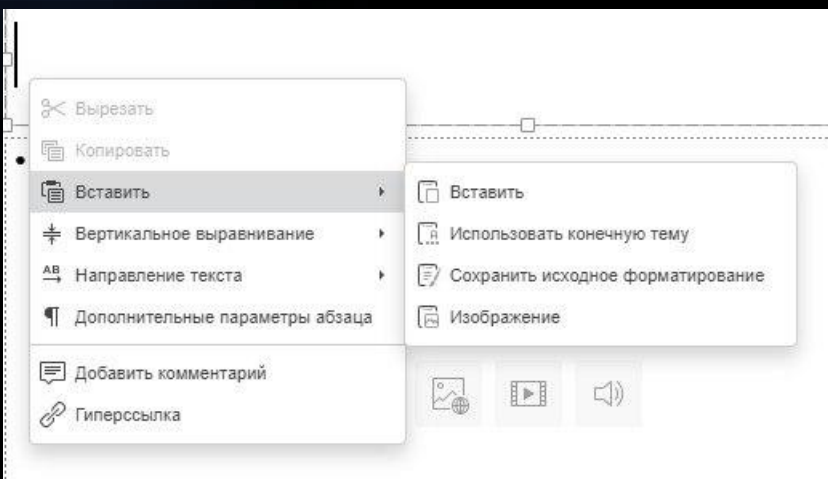 Вырезать
Копировать
Вставить
Вертикальное выравнивание
AB Направление текста
Дополнительные параметры абзаца
Добавить комментарий
Гиперссылка
Вставить
Использовать конечную тему
Сохранить исходное форматирование
Изображение